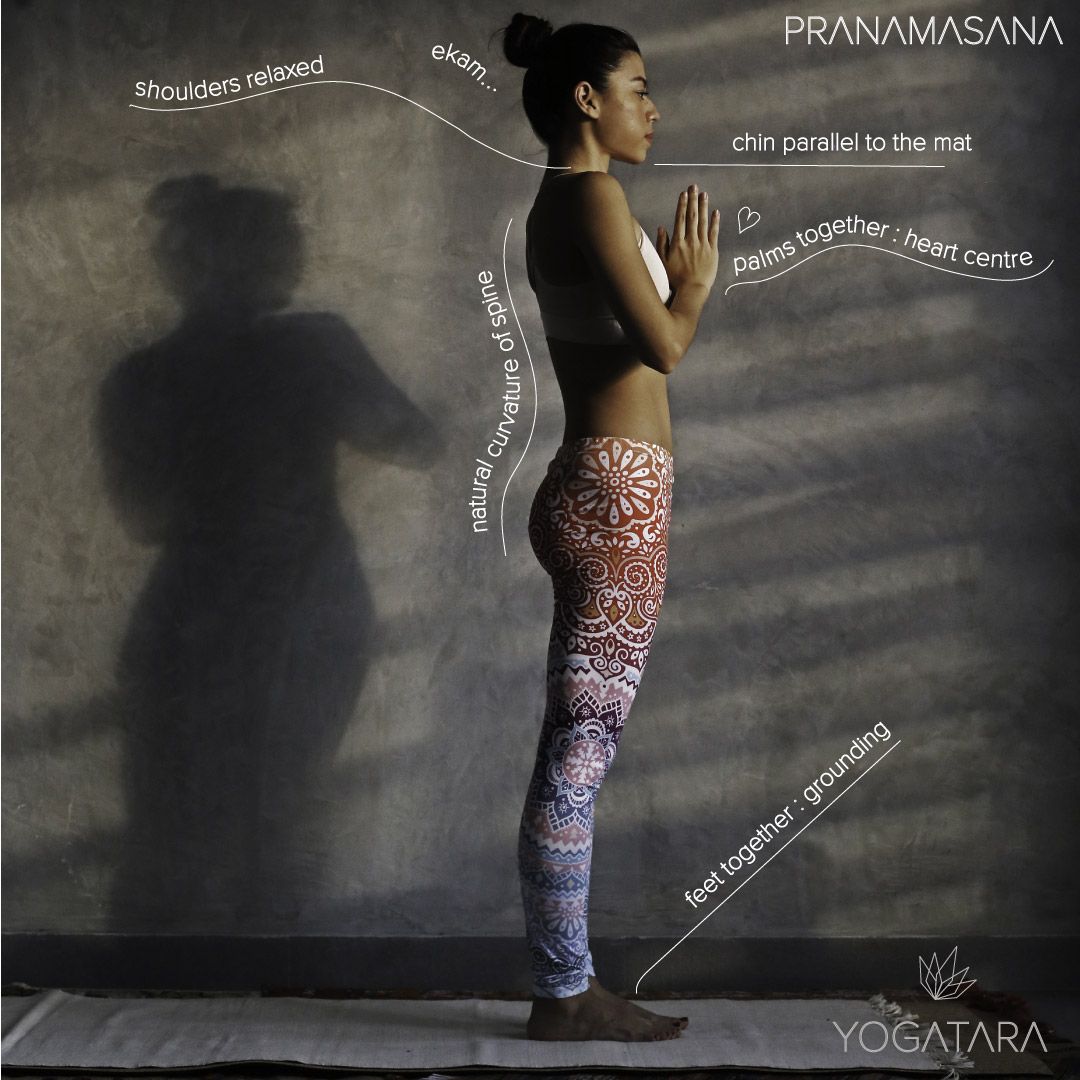 PRANAMASANA
ekam...
shoulders relaxed
chin parallel to the mat
palms together : heart centre
natural curvature of spine
feet together : grounding
YOGATARA